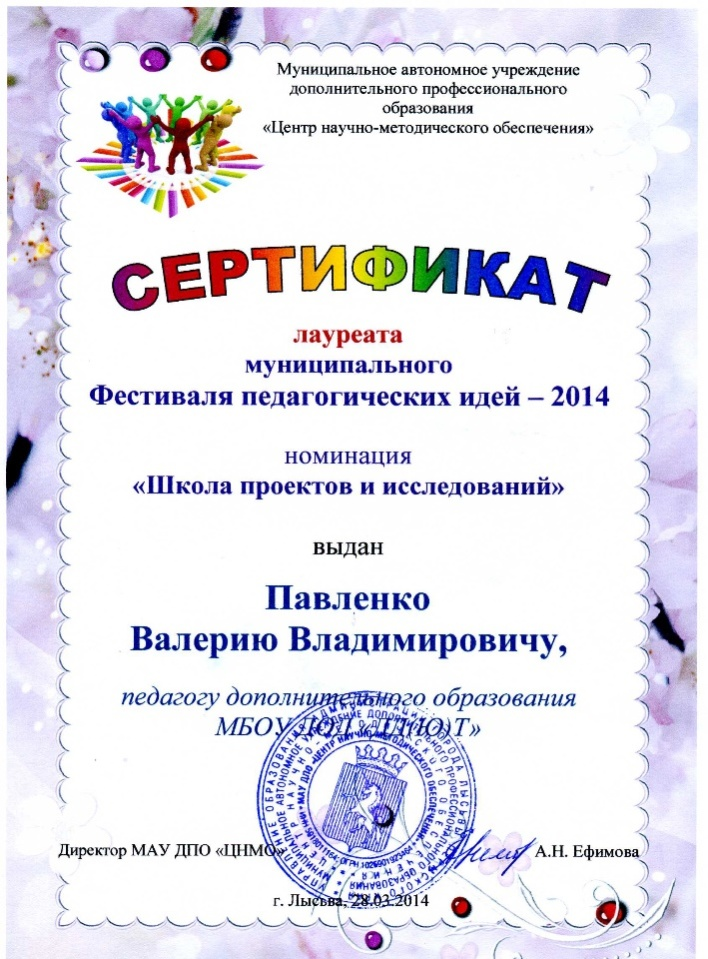 Муниципальное автономное учреждение
дополнительного профессионального
образования
«Центр научно-методического обеспечения»
СЕРТИФИКАТ
лауреата
муниципального
Фестиваля педагогических идей – 2014
номинация
«Школа проектов и исследований»
выдан
Павленко
Валерию Владимировичу,
педагогу дополнительного образования
МБОУ ДОД «ДД(Ю)Т»
Директор МАУ ДПО «ЦНМО»
А.Н. Ефимова
г. Лысьва, 28.03.2014